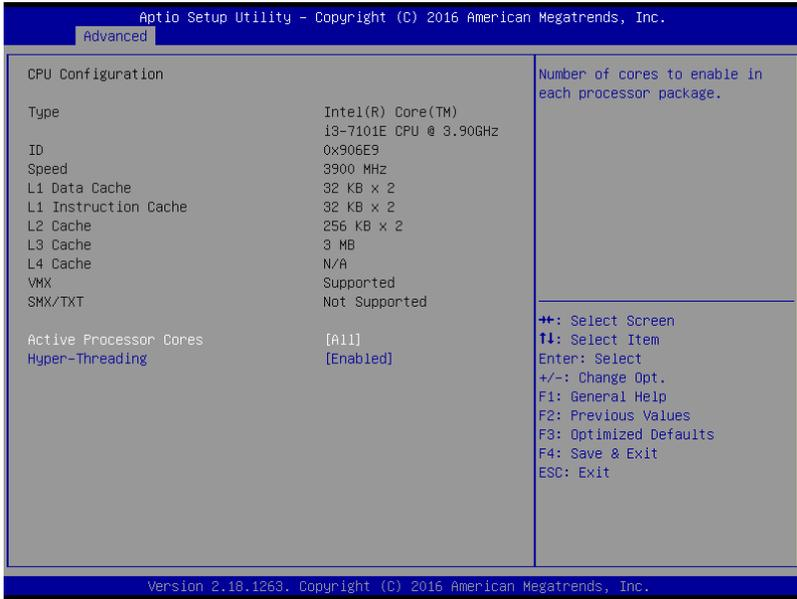 Aptio Setup Utility – Copyright (C) 2016 American Megatrends, Inc.
Advanced
CPU Configuration
Type Intel(R) Core(TM)
i3-7101E CPU @ 3.90GHz
ID 0x906E9
Speed 3900 MHz
L1 Data Cache 32 KB x 2
L1 Instruction Cache 32 KB x 2
L2 Cache 256 KB x 2
L3 Cache 3 MB
L4 Cache N/A
VMX Supported
SMX/TXT Not Supported
Active Processor Cores [All]
Hyper-Threading [Enabled]
Number of cores to enable in
each processor package.
→←: Select Screen
↑↓: Select Item
Enter: Select
+/-: Change Opt.
F1: General Help
F2: Previous Values
F3: Optimized Defaults
F4: Save & Exit
ESC: Exit
Version 2.18.1263. Copyright (C) 2016 American Megatrends, Inc.